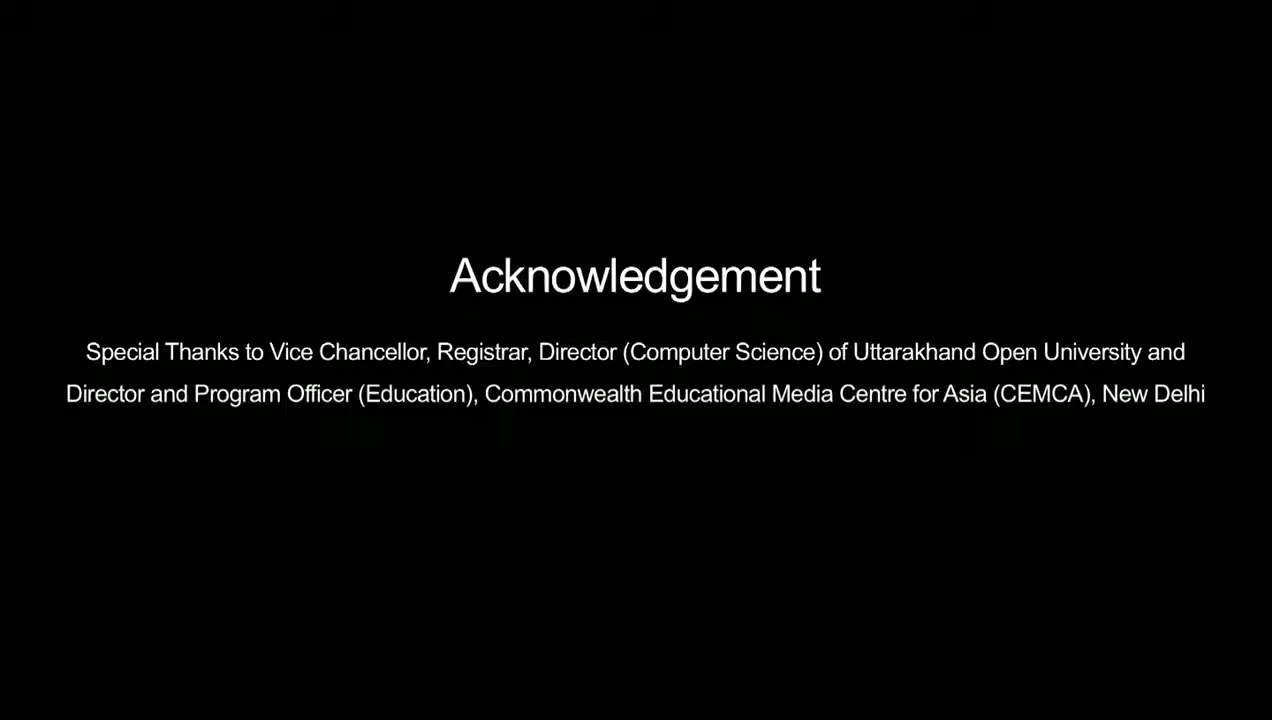 Acknowledgement
Special Thanks to Vice Chancellor, Registrar, Director (Computer Science) of Uttarakhand Open University and
Director and Program Officer (Education), Commonwealth Educational Media Centre for Asia (CEMCA), New Delhi